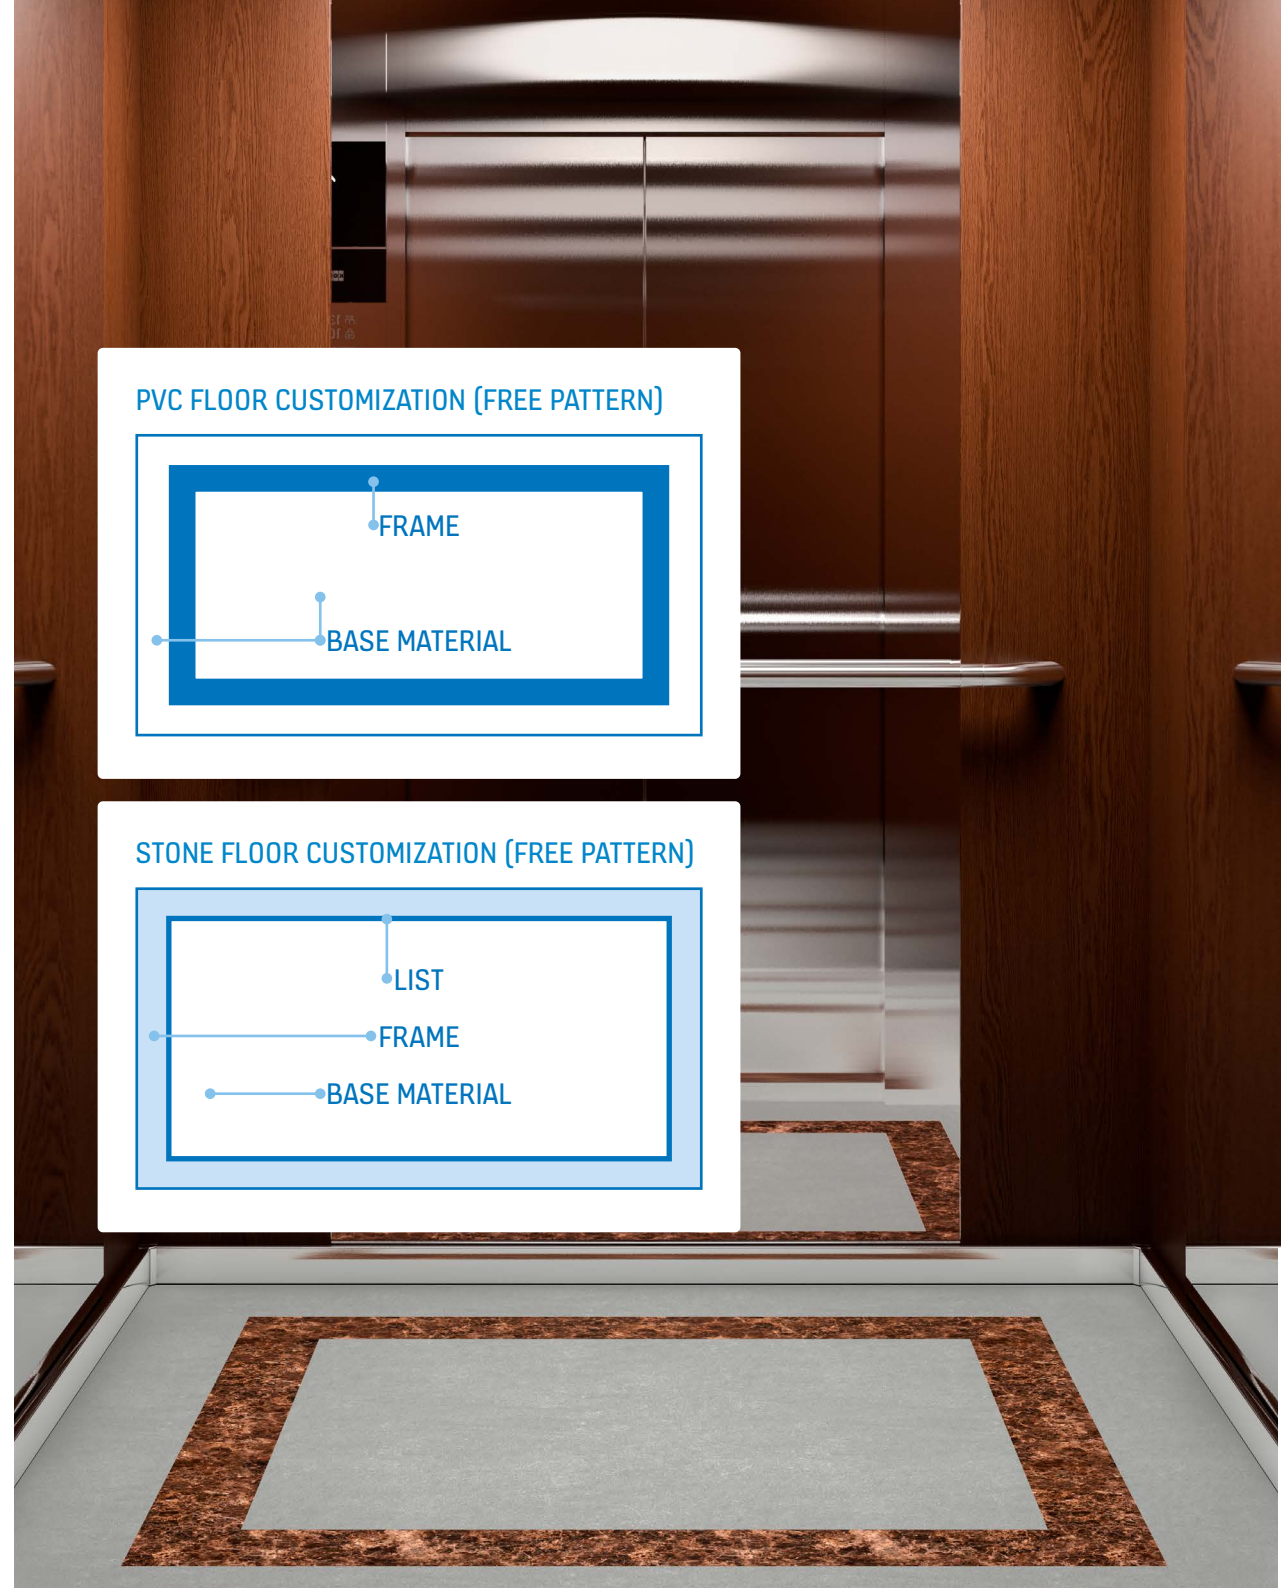 PVC FLOOR CUSTOMIZATION (FREE PATTERN)
FRAME
BASE MATERIAL
STONE FLOOR CUSTOMIZATION (FREE PATTERN)
LIST
FRAME
BASE MATERIAL